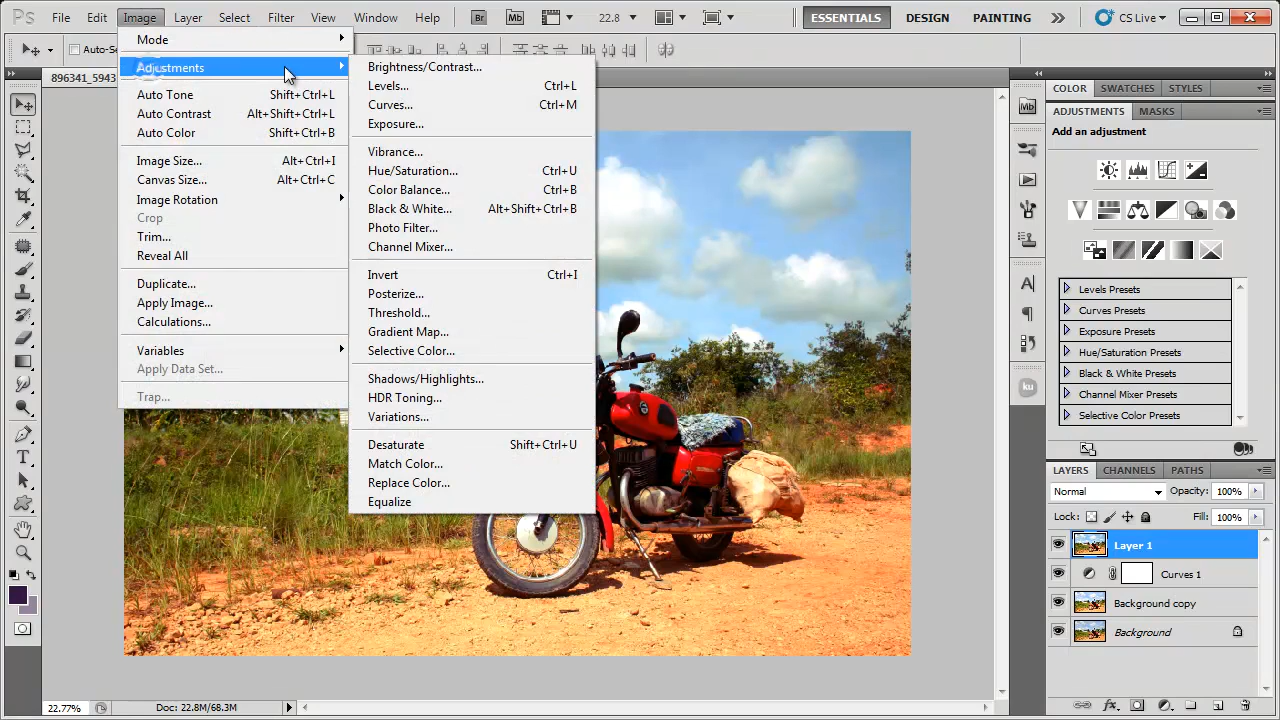 Ps File Edit Image Layer Select Filter View Window Help Br Mb 22.8 ESSENTIALS DESIGN PAINTING CS Live
Auto-Se
896341_5943
Mode
Adjustments
Auto Tone Shift+Ctrl+L
Auto Contrast Alt+Shift+Ctrl+L
Auto Color Shift+Ctrl+B
Image Size... Alt+Ctrl+I
Canvas Size... Alt+Ctrl+C
Image Rotation
Crop
Trim...
Reveal All
Duplicate...
Apply Image...
Calculations...
Variables
Apply Data Set...
Trap...
Brightness/Contrast...
Levels... Ctrl+L
Curves... Ctrl+M
Exposure...
Vibrance...
Hue/Saturation... Ctrl+U
Color Balance... Ctrl+B
Black & White... Alt+Shift+Ctrl+B
Photo Filter...
Channel Mixer...
Invert Ctrl+I
Posterize...
Threshold...
Gradient Map...
Selective Color...
Shadows/Highlights...
HDR Toning...
Variations...
Desaturate Shift+Ctrl+U
Match Color...
Replace Color...
Equalize
Mb
ku
COLOR SWATCHES STYLES
ADJUSTMENTS MASKS
Add an adjustment
Levels Presets
Curves Presets
Exposure Presets
Hue/Saturation Presets
Black & White Presets
Channel Mixer Presets
Selective Color Presets
LAYERS CHANNELS PATHS
Normal Opacity: 100%
Lock: Fill: 100%
Layer 1
Curves 1
Background copy
Background
22.77% Doc: 22.8M/68.3M